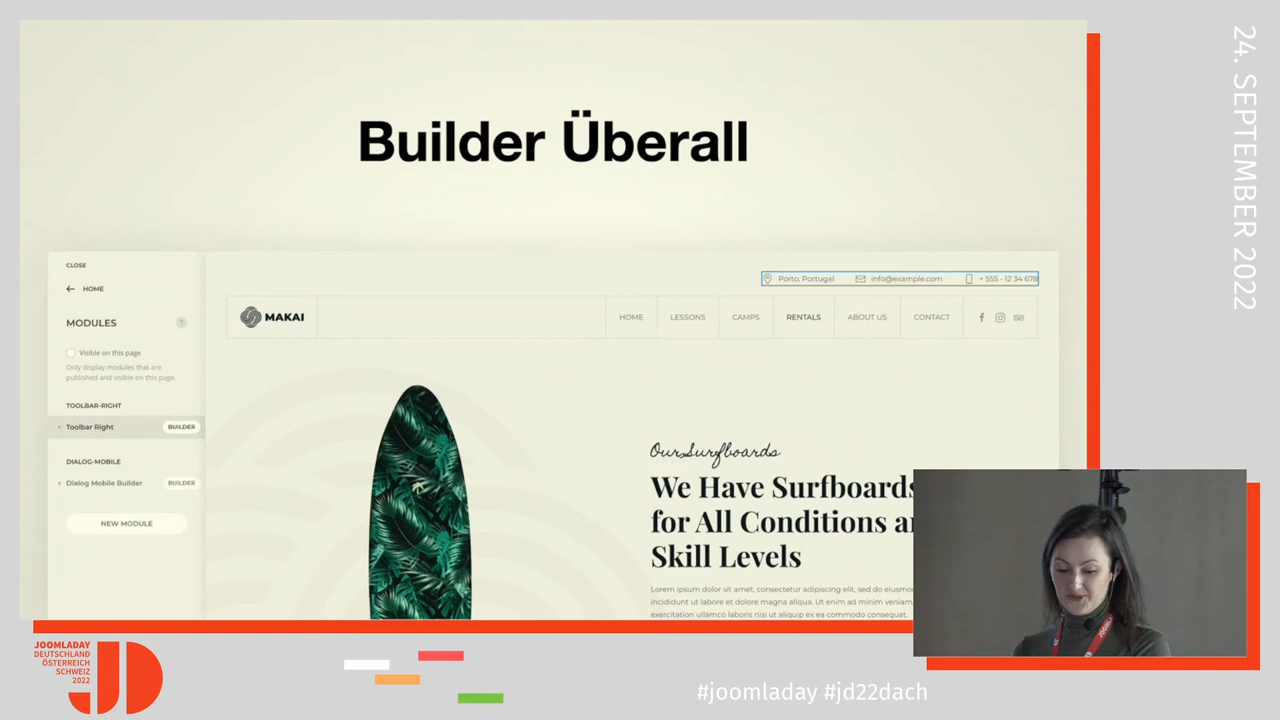 Builder Überall
CLOSE
HOME
MODULES
?
Visible on this page
Only display modules that are
published and visible on this page.
TOOLBAR-RIGHT
Toolbar Right
BUILDER
DIALOG-MOBILE
Dialog Mobile Builder
BUILDER
NEW MODULE
Porto, Portugal
info@example.com
+ 555 - 12 34 678
MAKAI
HOME
LESSONS
CAMPS
RENTALS
ABOUT US
CONTACT
Our Surfboards
We Have Surfboards
for All Conditions
Skill Levels
Lorem ipsum dolor sit amet, consectetur adipiscing elit, sed do eiusm
incididunt ut labore et dolore magna aliqua. Ut enim ad minim veniam,
exercitation ullamco laboris nisi ut aliquip ex ea commodo consequat.
24. SEPTEMBER 2022
JOOMLADAY
DEUTSCHLAND
ÖSTERREICH
SCHWEIZ
2022
JD
#joomladay #jd22dach